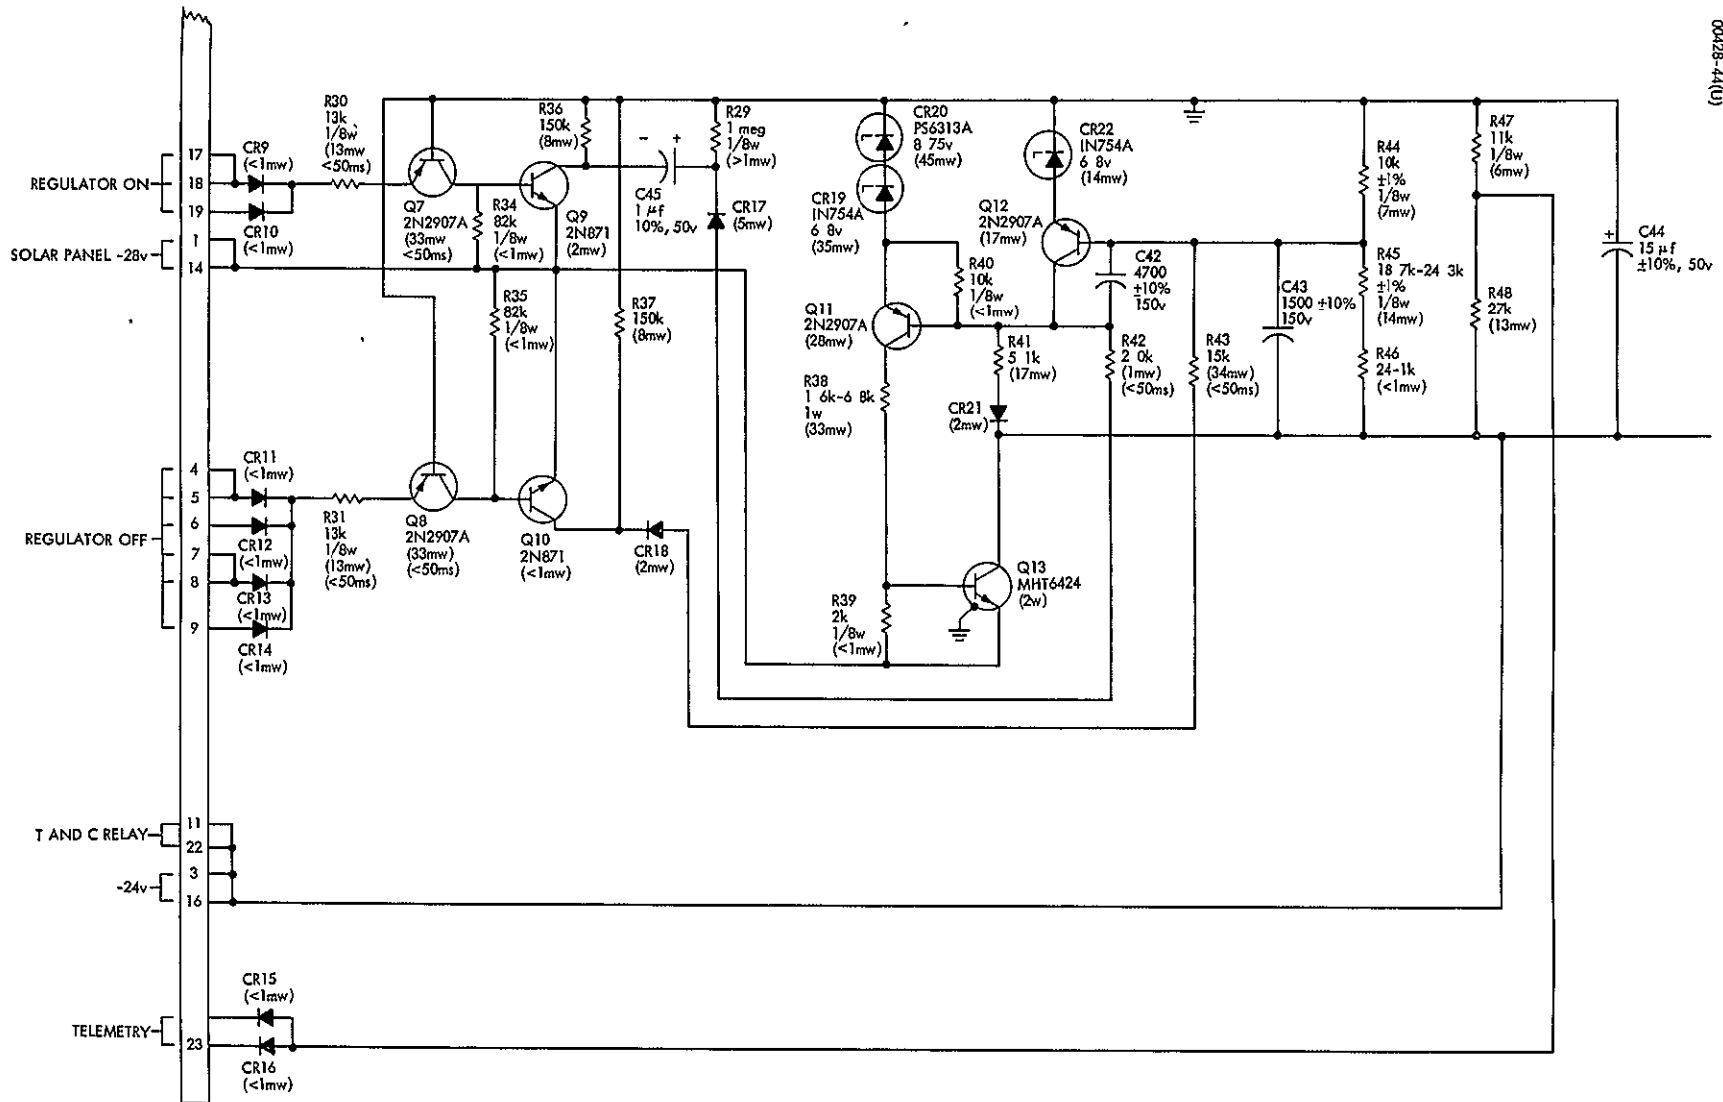 00428-44(U)
REGULATOR ON
17
18
19
SOLAR PANEL -28v
1
14
CR9
(<1mw)
CR10
(<1mw)
R30
13k
1/8w
(13mw
<50ms)
Q7
2N2907A
(33mw
<50ms)
R34
82k
1/8w
(<1mw)
R36
150k
(8mw)
Q9
2N871
(2mw)
- +
C45
1 µf
10%, 50v
R29
1 meg
1/8w
(>1mw)
CR17
(5mw)
R35
82k
1/8w
(<1mw)
R37
150k
(8mw)
CR20
PS6313A
8 75v
(45mw)
CR19
IN754A
6 8v
(35mw)
CR22
IN754A
6 8v
(14mw)
Q12
2N2907A
(17mw)
R40
10k
1/8w
(<1mw)
Q11
2N2907A
(28mw)
C42
4700
±10%
150v
R38
1 6k-6 8k
1w
(33mw)
R41
5 1k
(17mw)
CR21
(2mw)
R42
2 0k
(1mw)
(<50ms)
R43
15k
(34mw)
(<50ms)
C43
1500 ±10%
150v
R44
10k
±1%
1/8w
(7mw)
R45
18 7k-24 3k
±1%
1/8w
(14mw)
R46
24-1k
(<1mw)
R47
11k
1/8w
(6mw)
R48
27k
(13mw)
+
C44
15 µf
±10%, 50v
REGULATOR OFF
4
5
6
7
8
9
CR11
(<1mw)
CR12
(<1mw)
CR13
(<1mw)
CR14
(<1mw)
R31
13k
1/8w
(13mw)
(<50ms)
Q8
2N2907A
(33mw)
(<50ms)
Q10
2N871
(<1mw)
CR18
(2mw)
R39
2k
1/8w
(<1mw)
Q13
MHT6424
(2w)
T AND C RELAY
11
22
-24v
3
16
TELEMETRY
23
CR15
(<1mw)
CR16
(<1mw)